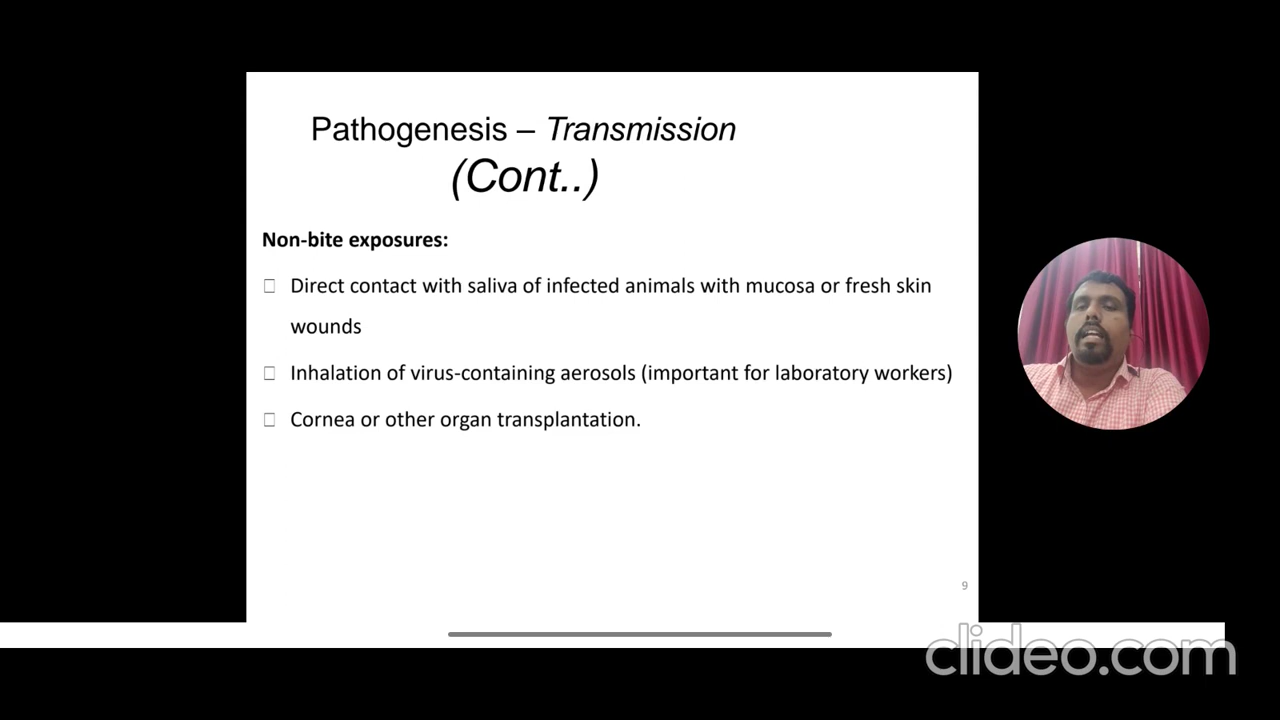 Pathogenesis – Transmission
(Cont..)
Non-bite exposures:
Direct contact with saliva of infected animals with mucosa or fresh skin
wounds
Inhalation of virus-containing aerosols (important for laboratory workers)
Cornea or other organ transplantation.
9
clideo.com